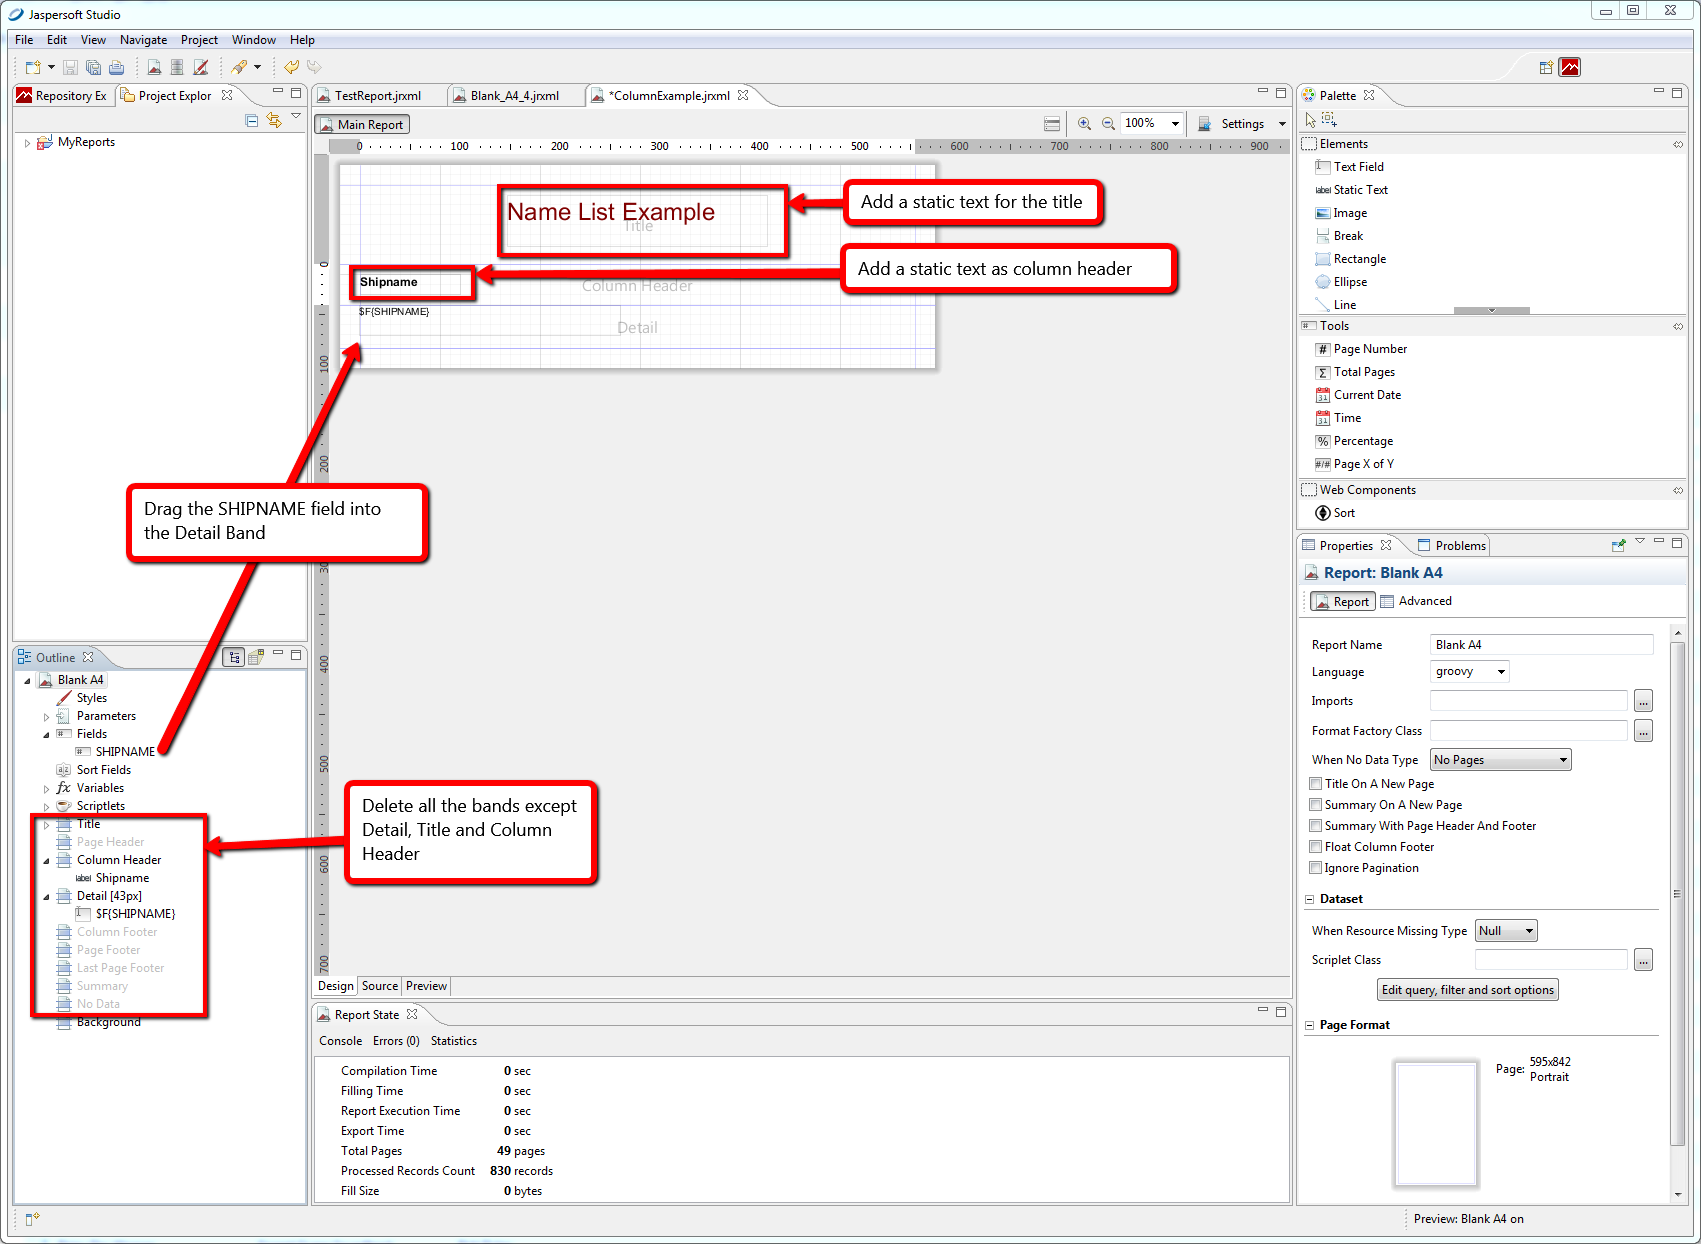 Jaspersoft Studio
File Edit View Navigate Project Window Help
Repository Ex Project Explor
MyReports
TestReport.jrxml Blank_A4_4.jrxml *ColumnExample.jrxml
Main Report 100% Settings
0 100 200 300 400 500 600 700 800 900
0 100 200 300 400 500 600 700
Name List Example
Title
Add a static text for the title
Shipname
Column Header
Add a static text as column header
$F{SHIPNAME}
Detail
Drag the SHIPNAME field into
the Detail Band
Delete all the bands except
Detail, Title and Column
Header
Design Source Preview
Outline
Blank A4
Styles
Parameters
Fields
SHIPNAME
Sort Fields
Variables
Scriptlets
Title
Page Header
Column Header
label Shipname
Detail [43px]
$F{SHIPNAME}
Column Footer
Page Footer
Last Page Footer
Summary
No Data
Background
Report State
Console Errors (0) Statistics
Compilation Time 0 sec
Filling Time 0 sec
Report Execution Time 0 sec
Export Time 0 sec
Total Pages 49 pages
Processed Records Count 830 records
Fill Size 0 bytes
Palette
Elements
Text Field
label Static Text
Image
Break
Rectangle
Ellipse
Line
Tools
# Page Number
Σ Total Pages
31 Current Date
31 Time
% Percentage
#/# Page X of Y
Web Components
Sort
Properties Problems
Report: Blank A4
Report Advanced
Report Name Blank A4
Language groovy
Imports ...
Format Factory Class ...
When No Data Type No Pages
Title On A New Page
Summary On A New Page
Summary With Page Header And Footer
Float Column Footer
Ignore Pagination
Dataset
When Resource Missing Type Null
Scriplet Class ...
Edit query, filter and sort options
Page Format
Page: 595x842
Portrait
Preview: Blank A4 on